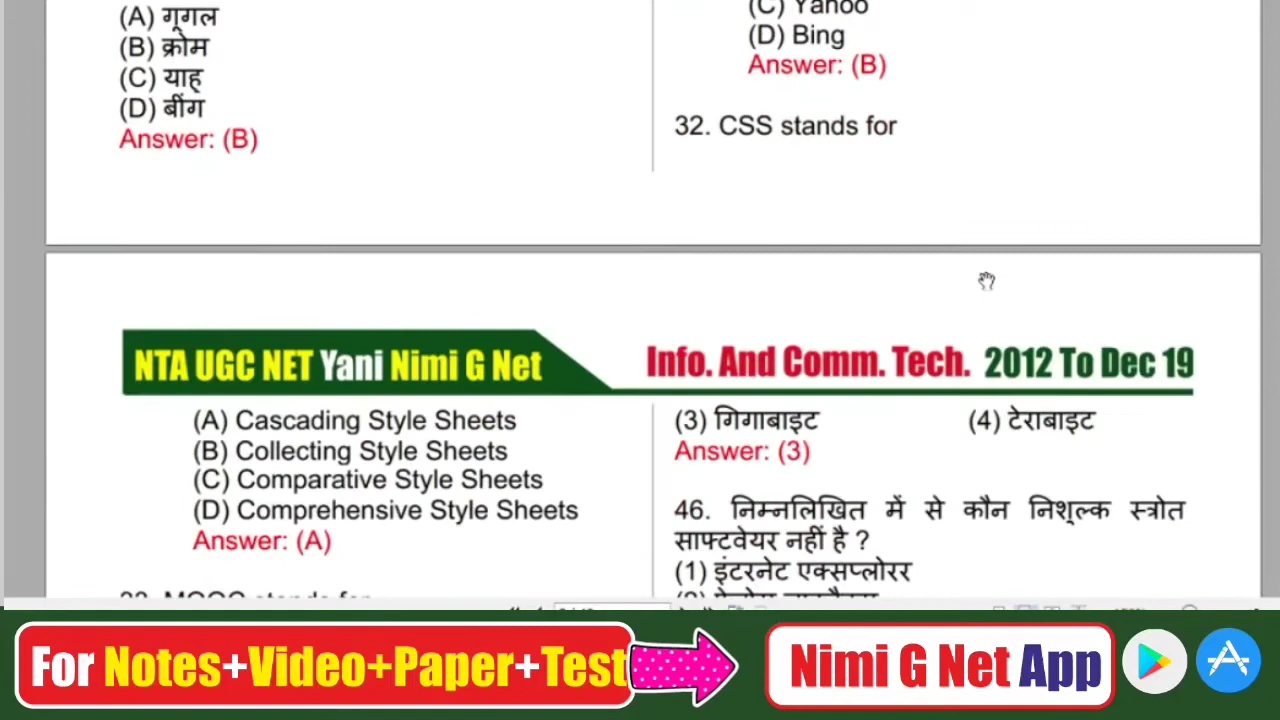 (A) गूगल
(B) क्रोम
(C) याहू
(D) बींग
Answer: (B)
(C) Yahoo
(D) Bing
Answer: (B)
32. CSS stands for
NTA UGC NET Yani Nimi G Net
Info. And Comm. Tech. 2012 To Dec 19
(A) Cascading Style Sheets
(B) Collecting Style Sheets
(C) Comparative Style Sheets
(D) Comprehensive Style Sheets
Answer: (A)
(3) गिगाबाइट (4) टेराबाइट
Answer: (3)
46. निम्नलिखित में से कौन निशुल्क स्त्रोत
साफ्टवेयर नहीं है ?
(1) इंटरनेट एक्सप्लोरर
For Notes+Video+Paper+Test
Nimi G Net App